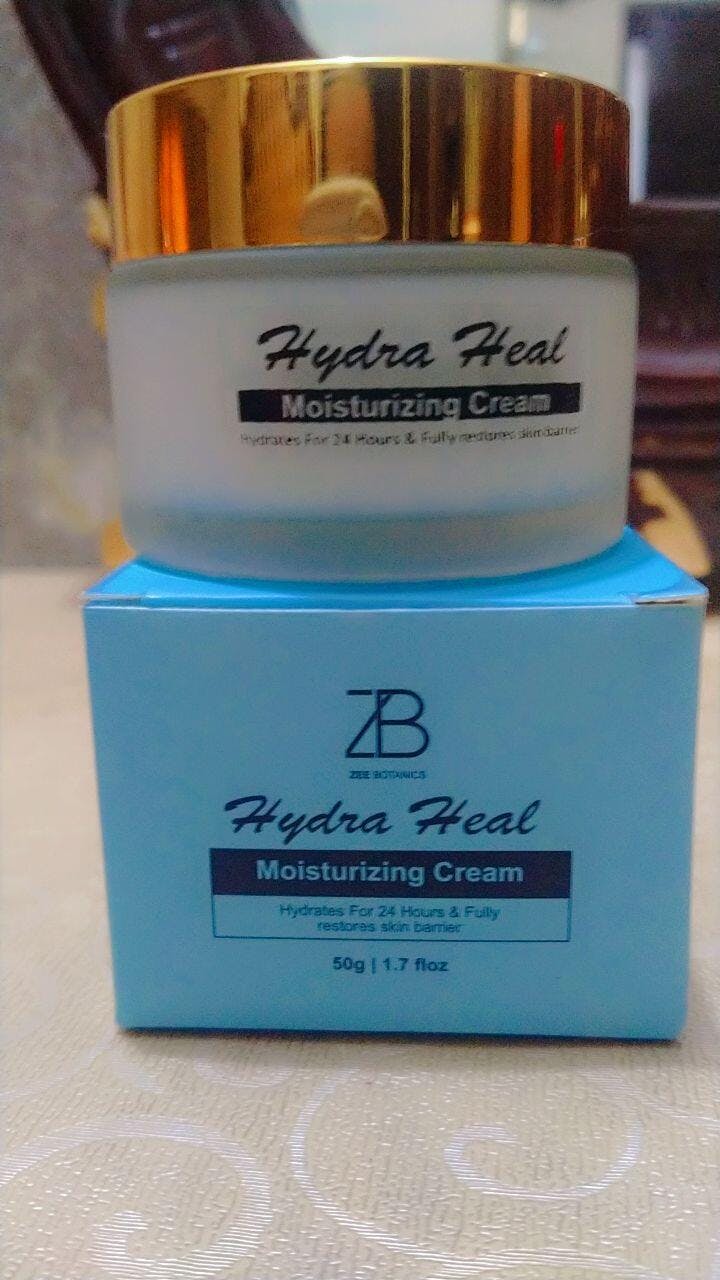 Hydra Heal
Moisturizing Cream
Hydrates For 24 Hours & Fully restores skin barrier
ZB
ZEE BOTANICS
Hydra Heal
Moisturizing Cream
Hydrates For 24 Hours & Fully
restores skin barrier
50g | 1.7 floz